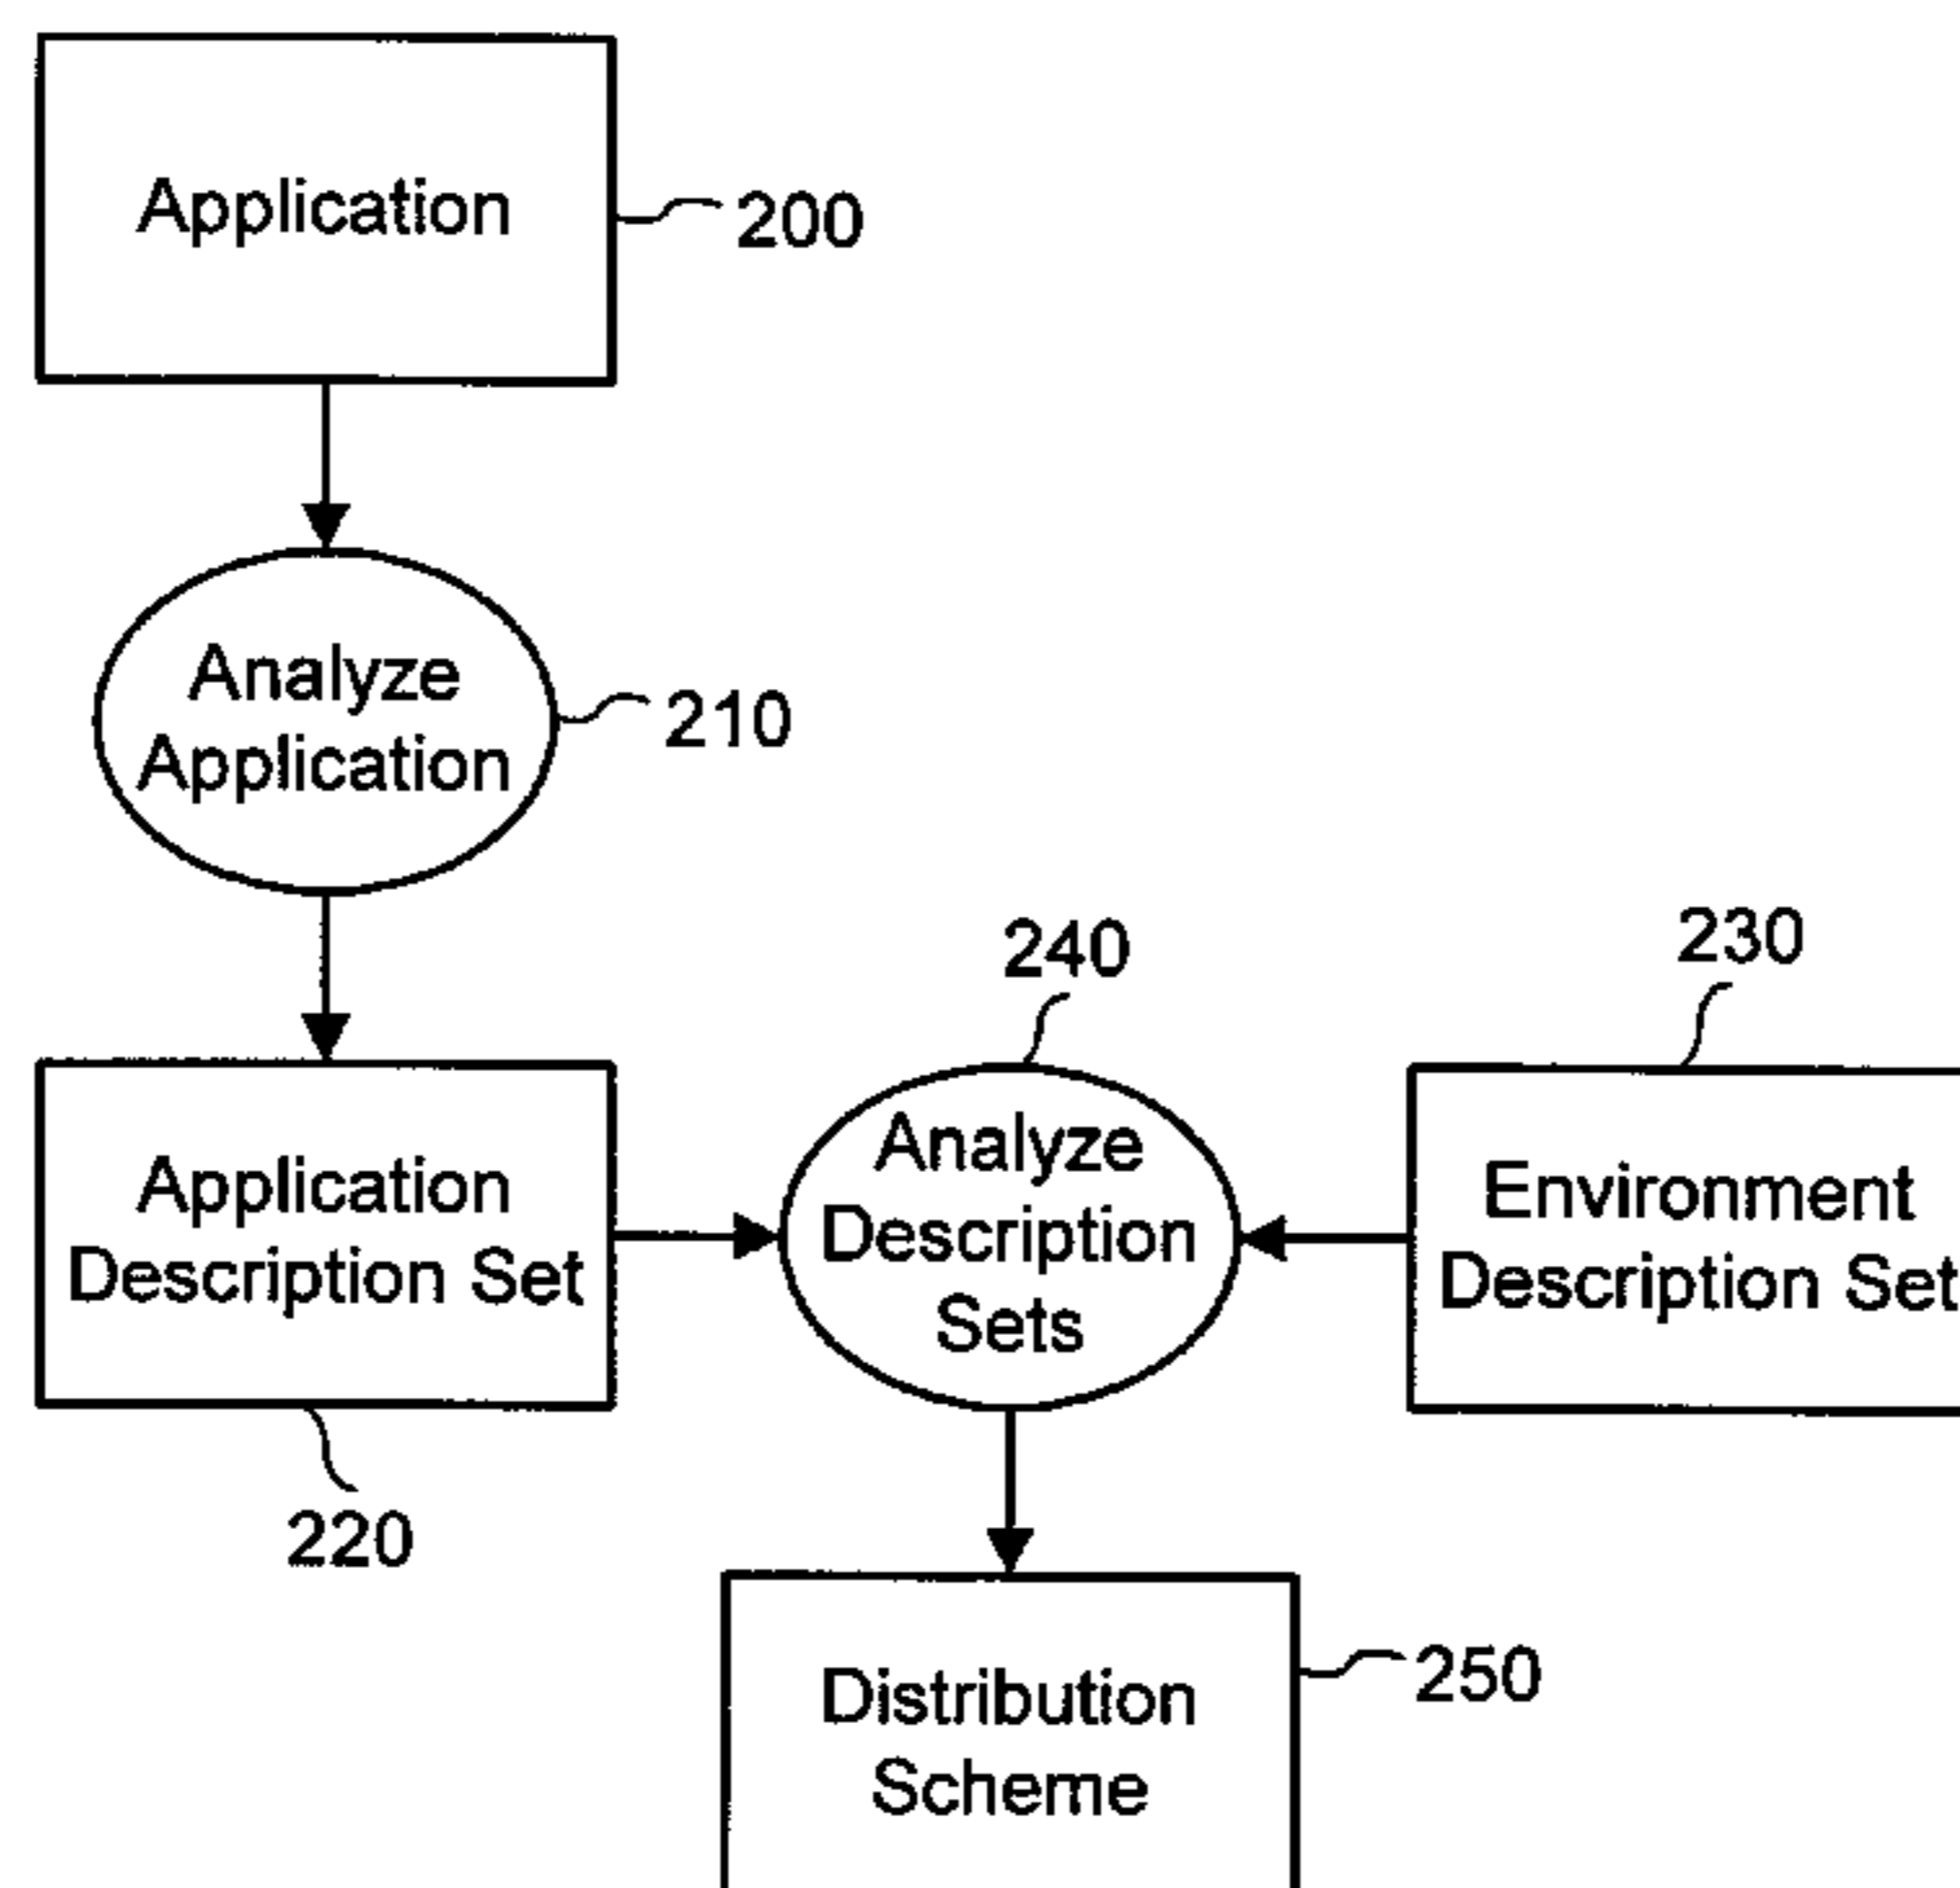 Application
200
Analyze
Application
210
240
230
Application
Description Set
Analyze
Description
Sets
Environment
Description Set
220
Distribution
Scheme
250